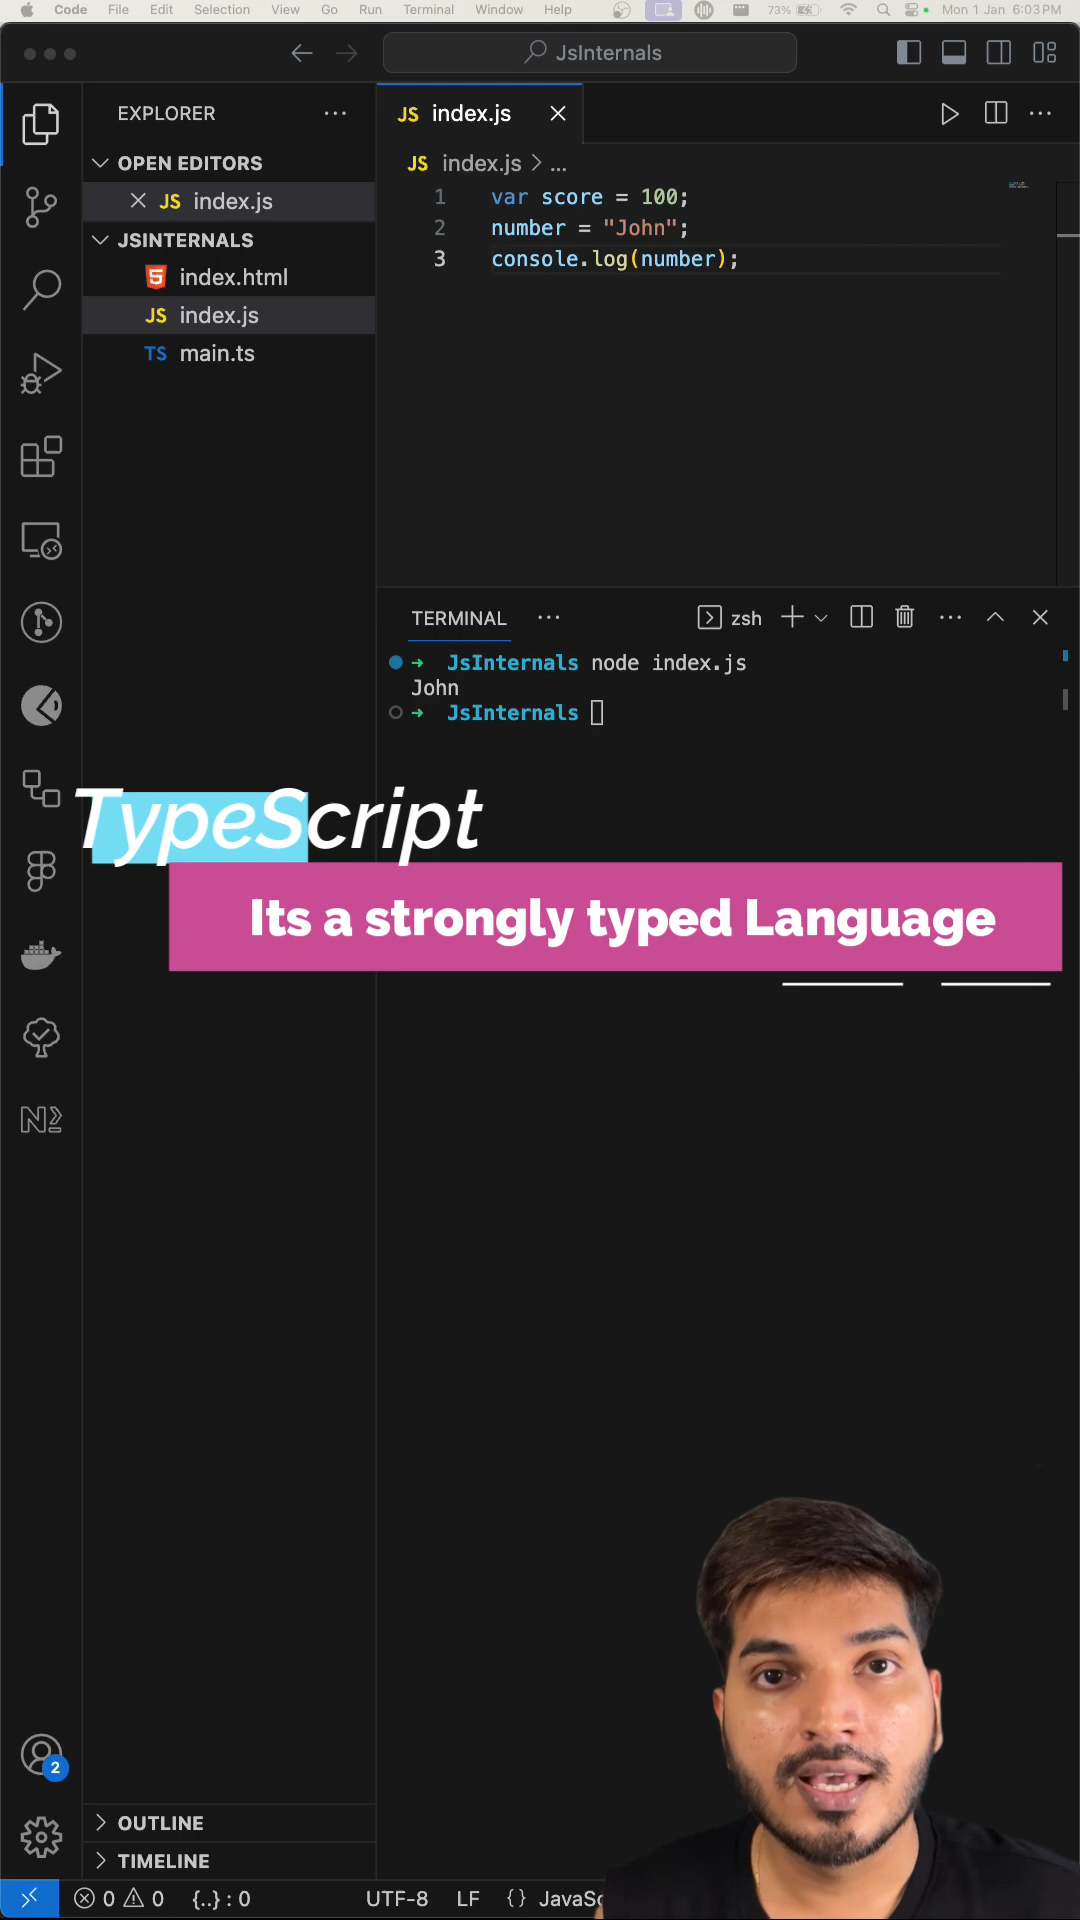 Code File Edit Selection View Go Run Terminal Window Help 73% Mon 1 Jan 6:03 PM
JsInternals
EXPLORER
JS index.js
OPEN EDITORS
JS index.js > ...
JS index.js
JSINTERNALS
index.html
JS index.js
TS main.ts
1 var score = 100;
2 number = "John";
3 console.log(number);
TERMINAL
zsh
JsInternals node index.js
John
JsInternals
TypeScript
Its a strongly typed Language
2
OUTLINE
TIMELINE
0 0 {..} : 0 UTF-8 LF {} JavaSc